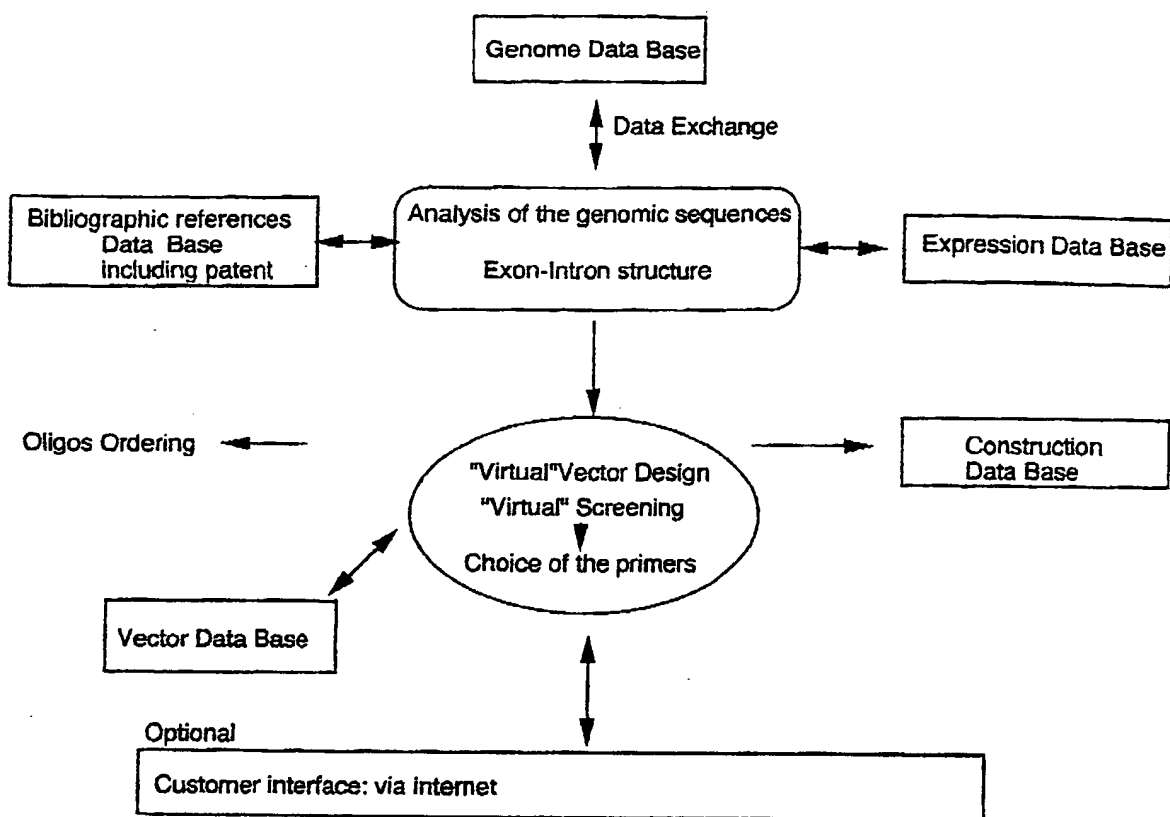 Genome Data Base
Data Exchange
Bibliographic references
Data Base
including patent
Analysis of the genomic sequences
Exon-Intron structure
Expression Data Base
Oligos Ordering
"Virtual"Vector Design
"Virtual" Screening
Choice of the primers
Construction
Data Base
Vector Data Base
Optional
Customer interface: via internet